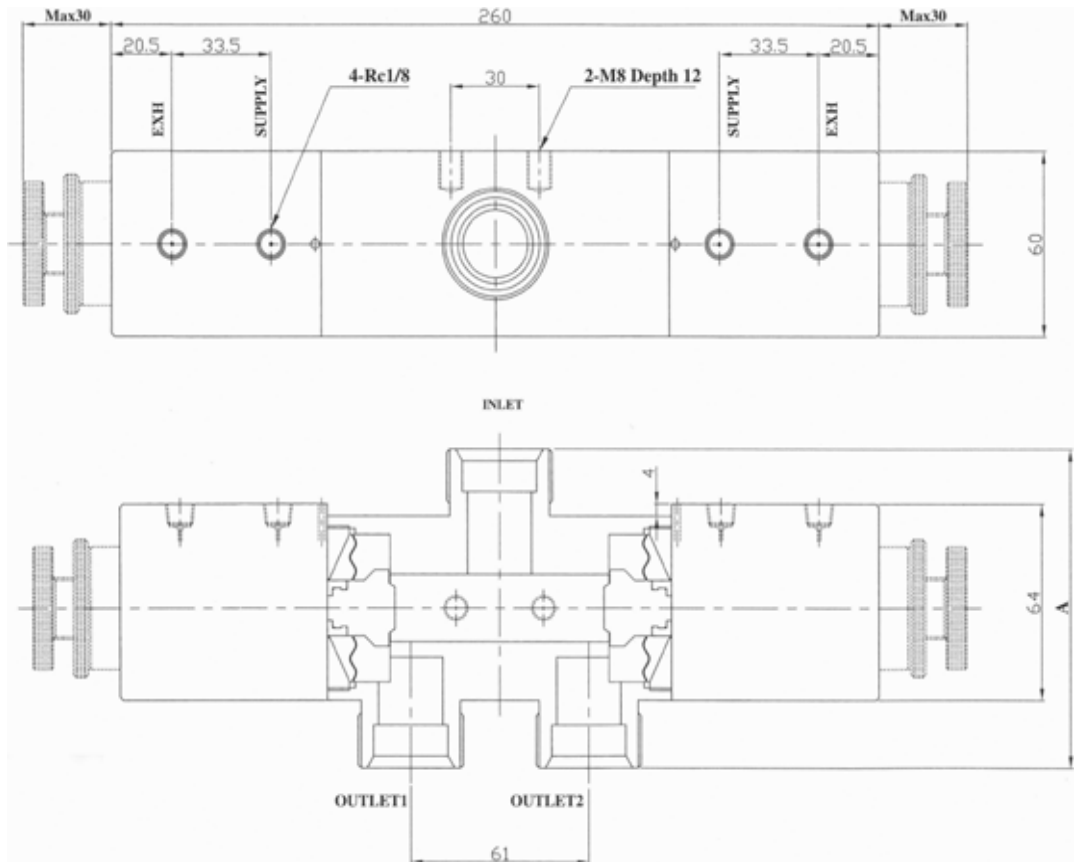 Max30
260
Max30
20.5
33.5
33.5
20.5
4-Rc1/8
30
2-M8 Depth 12
EXH
SUPPLY
SUPPLY
EXH
60
INLET
4
64
A
OUTLET1
OUTLET2
61